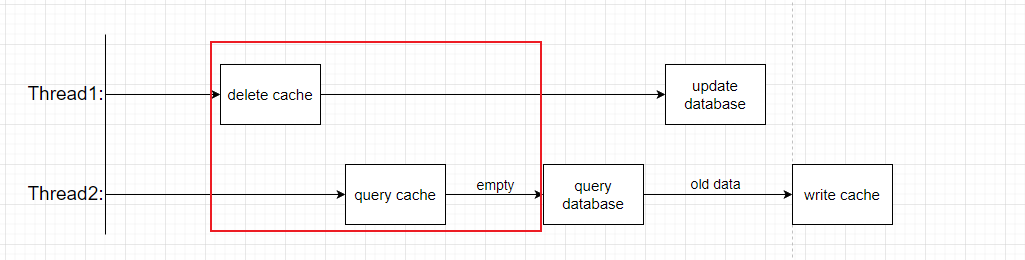 Thread1:
delete cache
update
database
Thread2:
query cache
empty
query
database
old data
write cache